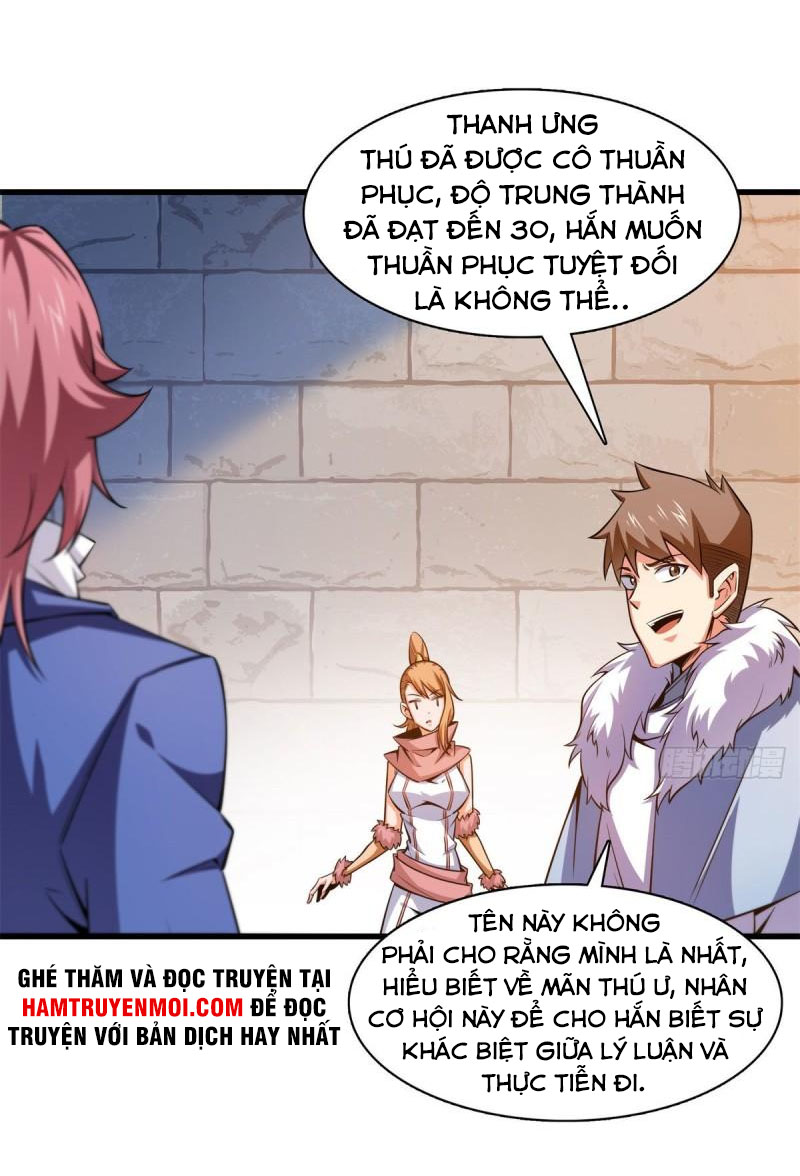 THANH ƯNG
THÚ ĐÃ ĐƯỢC CÔ THUẦN
PHỤC, ĐỘ TRUNG THÀNH
ĐÃ ĐẠT ĐẾN 30, HẮN MUỐN
THUẦN PHỤC TUYỆT ĐỐI
LÀ KHÔNG THỂ..
TÊN NÀY KHÔNG
PHẢI CHO RẰNG MÌNH LÀ NHẤT,
HIỂU BIẾT VỀ MÃN THÚ Ư, NHÂN
CƠ HỘI NÀY ĐỂ CHO HẮN BIẾT SỰ
KHÁC BIỆT GIỮA LÝ LUẬN VÀ
THỰC TIỄN ĐI.
GHÉ THĂM VÀ ĐỌC TRUYỆN TẠI
HAMTRUYENMOI.COM ĐỂ ĐỌC
TRUYỆN VỚI BẢN DỊCH HAY NHẤT